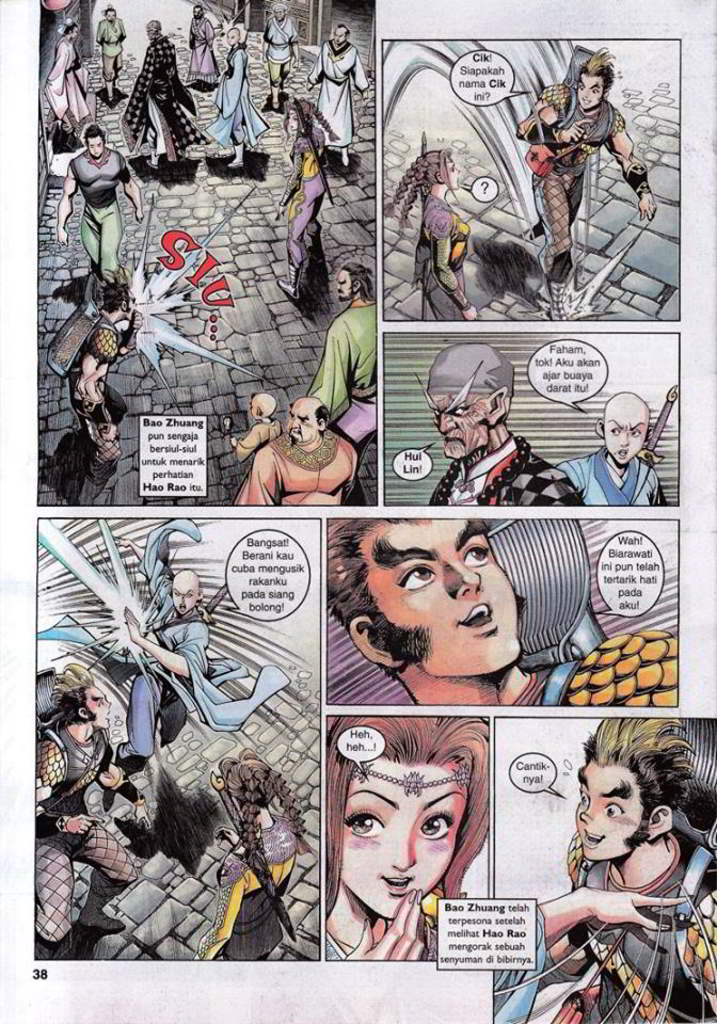 SIU...
Bao Zhuang
pun sengaja
bersiul-siul
untuk menarik
perhatian
Hao Rao itu.
Cik!
Siapakah
nama Cik
ini?
?
Faham,
tok! Aku akan
ajar buaya
darat itu!
Hui
Lin!
Bangsat!
Berani kau
cuba mengusik
rakanku
pada siang
bolong!
Wah!
Biarawati
ini pun telah
tertarik hati
pada
aku!
Heh,
heh...!
Bao Zhuang telah
terpesona setelah
melihat Hao Rao
mengorak sebuah
senyuman di bibirnya.
Cantik-
nya!
38